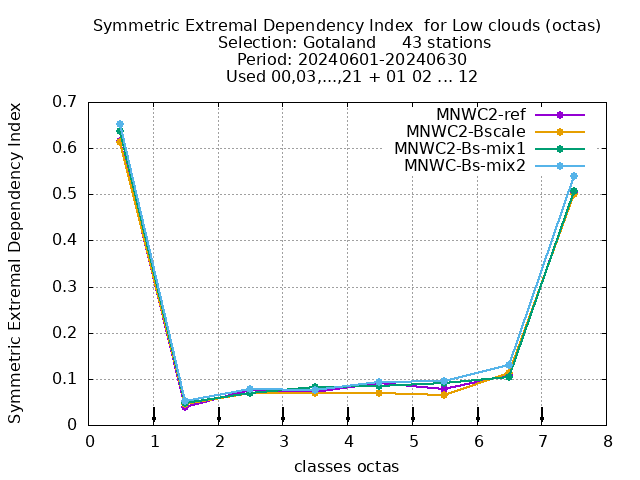 Symmetric Extremal Dependency Index  for Low clouds (octas)
Selection: Gotaland     43 stations
Period: 20240601-20240630
Used 00,03,...,21 + 01 02 ... 12
Symmetric Extremal Dependency Index
0.7
0.6
0.5
0.4
0.3
0.2
0.1
0
MNWC2-ref
MNWC2-Bscale
MNWC2-Bs-mix1
MNWC-Bs-mix2
0 1 2 3 4 5 6 7 8
classes octas